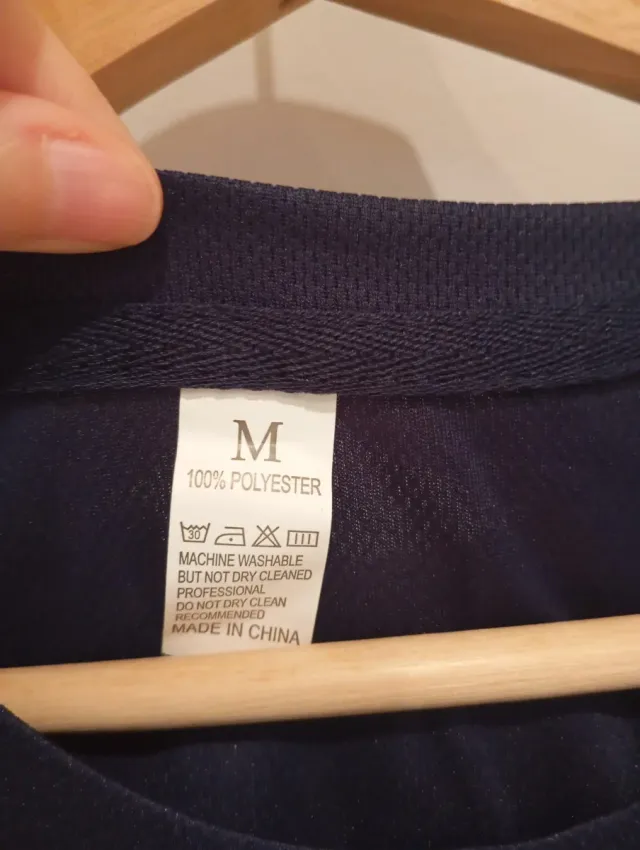 M
100% POLYESTER
30
MACHINE WASHABLE
BUT NOT DRY CLEANED
PROFESSIONAL
DO NOT DRY CLEAN
RECOMMENDED
MADE IN CHINA